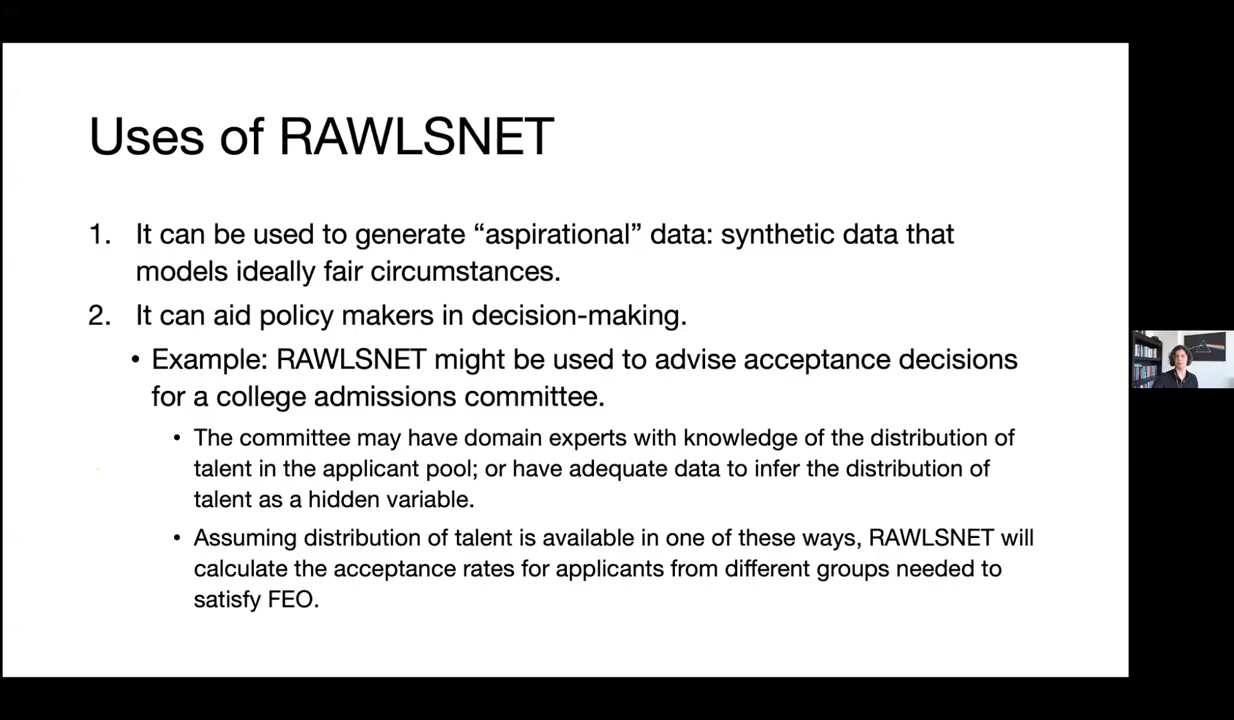 Uses of RAWLSNET
1. It can be used to generate “aspirational” data: synthetic data that
models ideally fair circumstances.
2. It can aid policy makers in decision-making.
• Example: RAWLSNET might be used to advise acceptance decisions
for a college admissions committee.
• The committee may have domain experts with knowledge of the distribution of
talent in the applicant pool; or have adequate data to infer the distribution of
talent as a hidden variable.
• Assuming distribution of talent is available in one of these ways, RAWLSNET will
calculate the acceptance rates for applicants from different groups needed to
satisfy FEO.